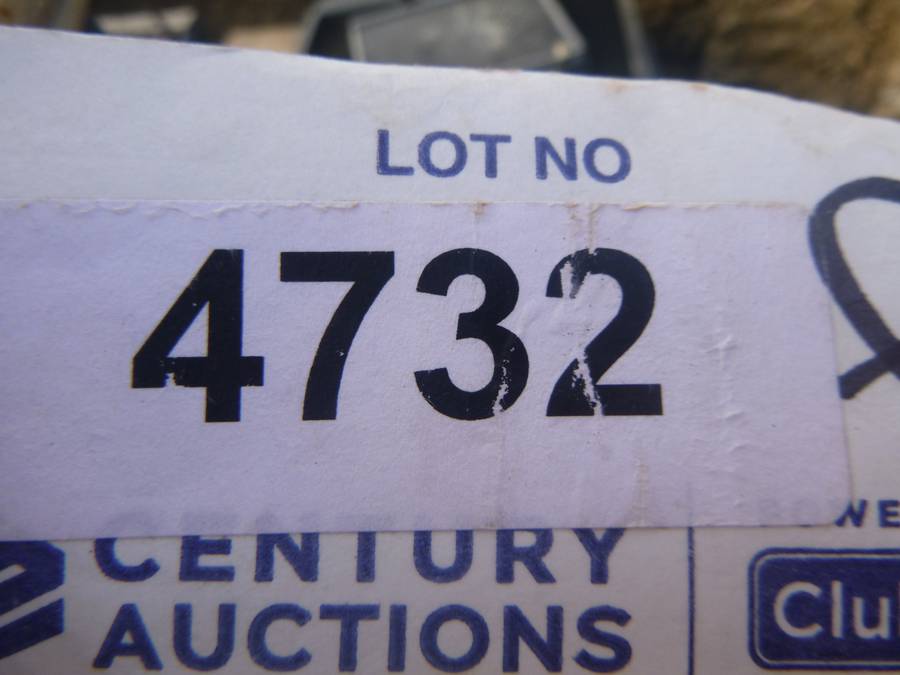 LOT NO
4732
CENTURY
AUCTIONS